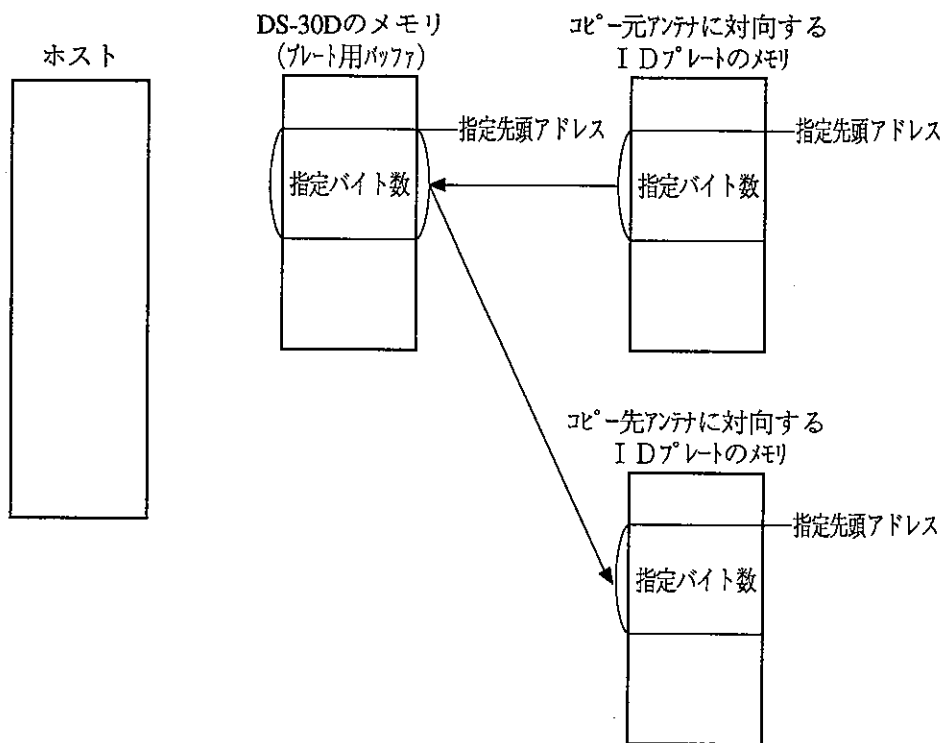 ホスト
DS-30Dのメモリ
(プレート用バッファ)
指定先頭アドレス
指定バイト数
コピー元アンテナに対向する
IDプレートのメモリ
指定先頭アドレス
指定バイト数
コピー先アンテナに対向する
IDプレートのメモリ
指定先頭アドレス
指定バイト数